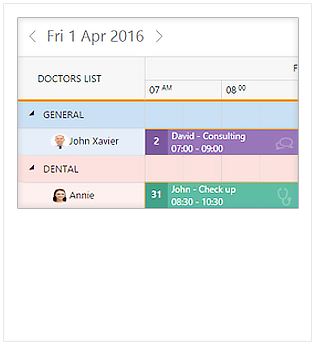 Fri 1 Apr 2016
F
DOCTORS LIST
07 AM
08 00
GENERAL
John Xavier
2
David - Consulting
07:00 - 09:00
DENTAL
Annie
31
John - Check up
08:30 - 10:30